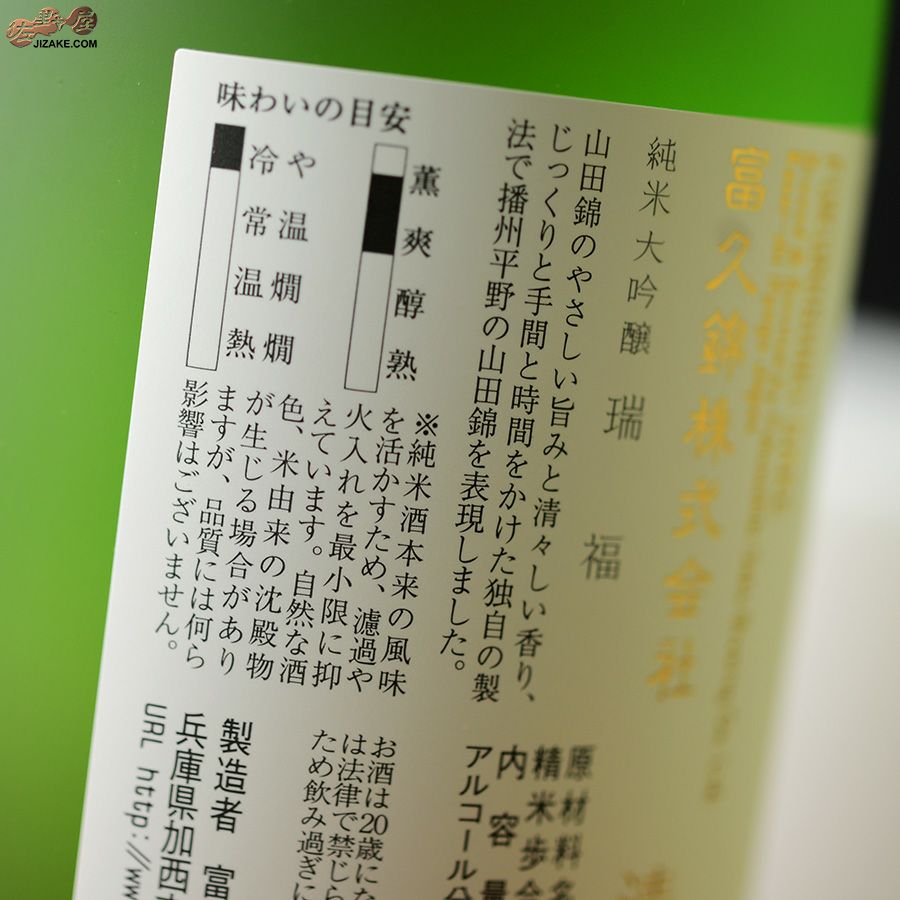 佐野屋
JIZAKE.COM
富久錦株式会社
純米大吟醸 瑞福
山田錦のやさしい旨みと清々しい香り、
じっくりと手間と時間をかけた独自の製
法で播州平野の山田錦を表現しました。
味わいの目安
薫 爽 醇 熟
冷や
常温
温燗
熱燗
※純米酒本来の風味
を活かすため、濾過や
火入れを最小限に抑
えています。自然な酒
色、米由来の沈殿物
が生じる場合があり
ますが、品質には何ら
影響はございません。
原材料名
精米歩合
内容量
アルコール分
お酒は20歳にな
は法律で禁じら
ため飲み過ぎに
製造者 富
兵庫県加西
URL http://ww